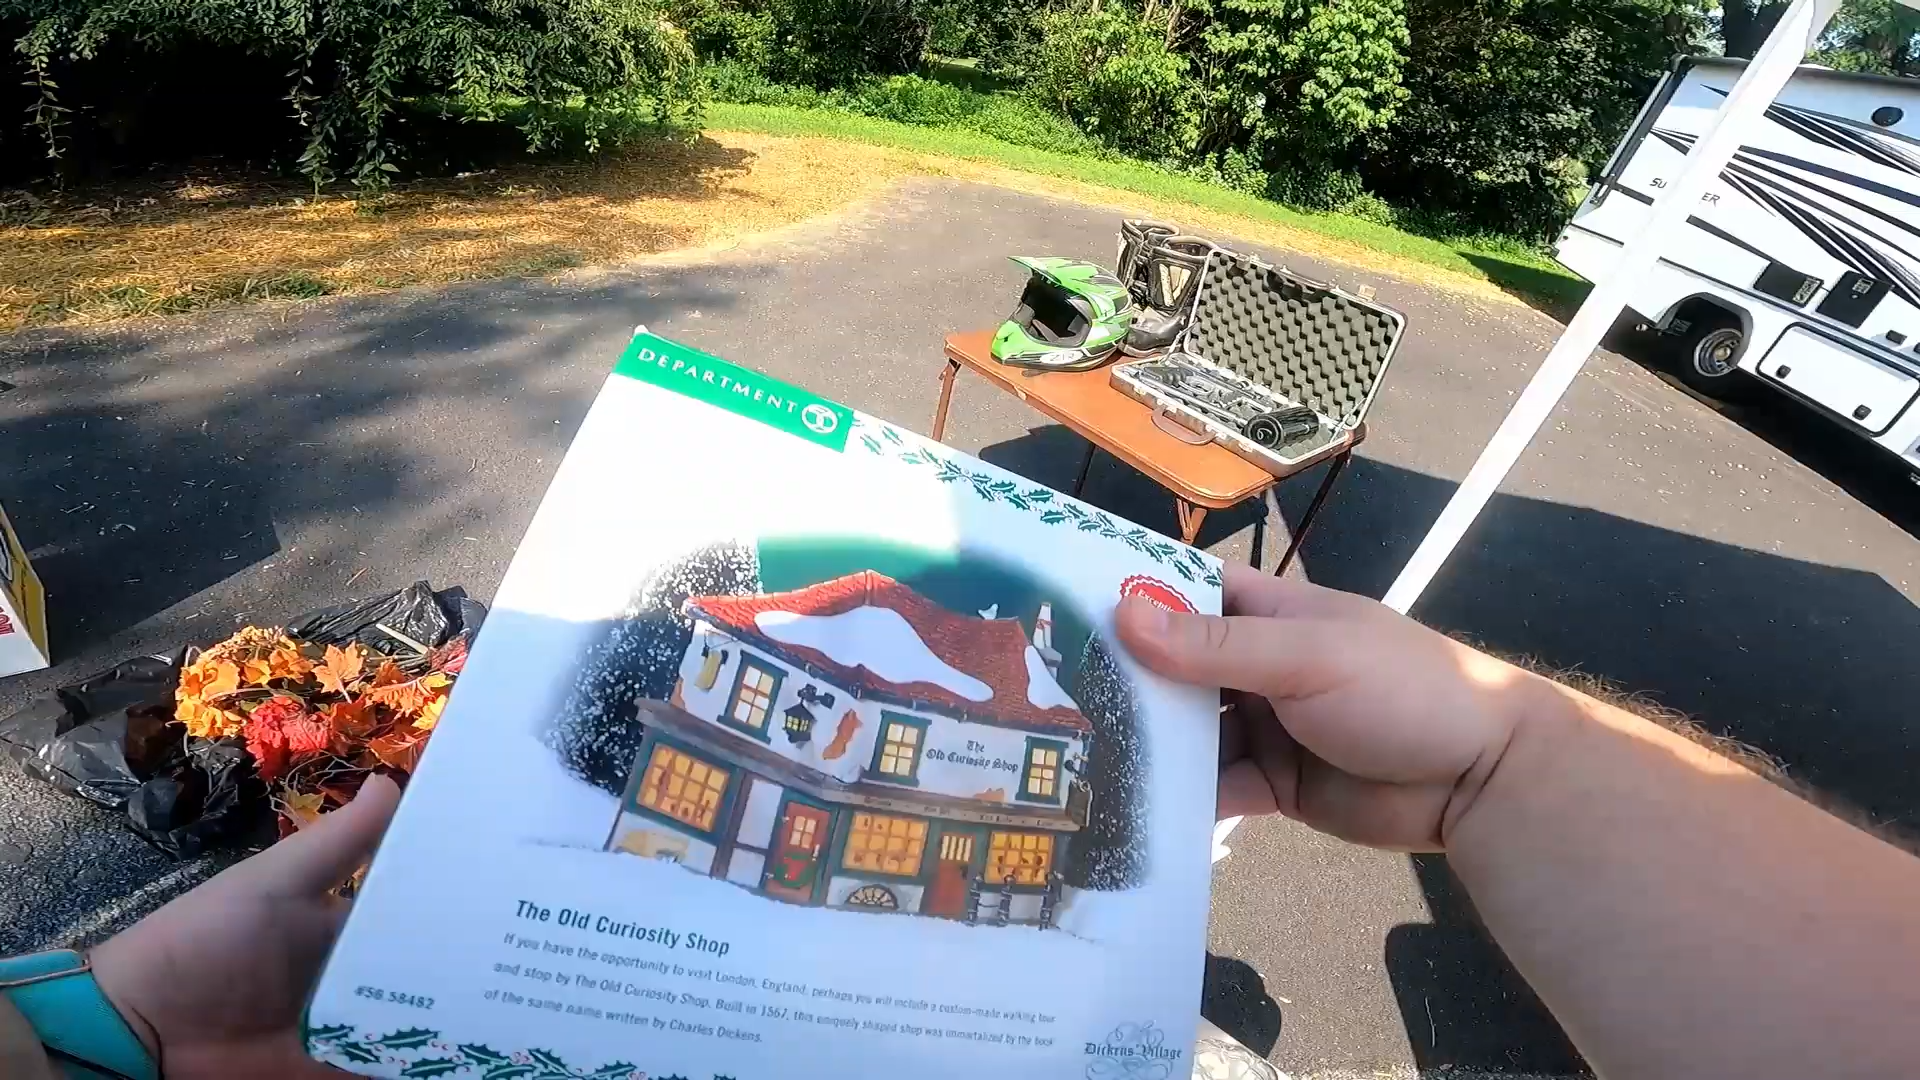 DEPARTMENT 56
The
Old Curiosity Shop
The Old Curiosity Shop
If you have the opportunity to visit London, England, perhaps you will include a custom-made walking tour
and stop by The Old Curiosity Shop. Built in 1567, this uniquely shaped shop was immortalized by the book
of the same name written by Charles Dickens.
#56.58482
Dickens' Village